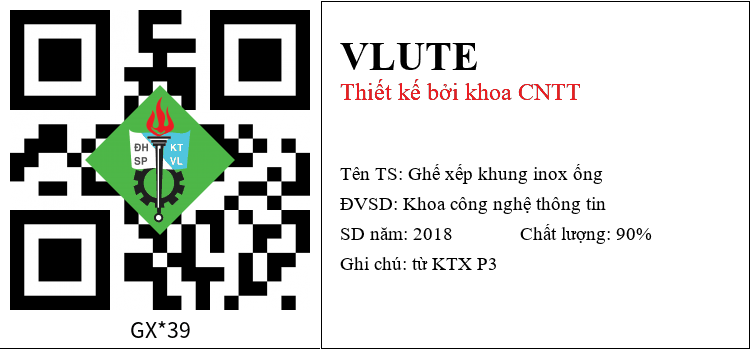 ĐH KT
SP VL
GX*39
VLUTE
Thiết kế bởi khoa CNTT
Tên TS: Ghế xếp khung inox ống
ĐVSD: Khoa công nghệ thông tin
SD năm: 2018 Chất lượng: 90%
Ghi chú: từ KTX P3